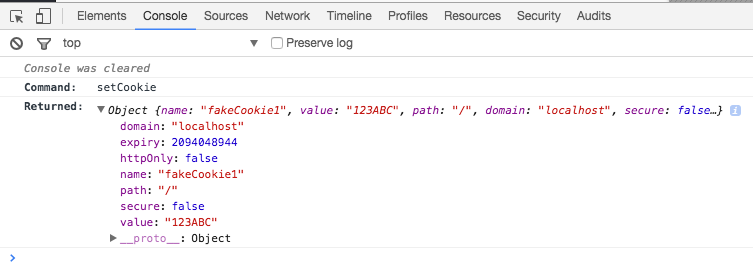 Elements Console Sources Network Timeline Profiles Resources Security Audits
top Preserve log
Console was cleared
Command: setCookie
Returned: Object {name: "fakeCookie1", value: "123ABC", path: "/", domain: "localhost", secure: false…} i
domain: "localhost"
expiry: 2094048944
httpOnly: false
name: "fakeCookie1"
path: "/"
secure: false
value: "123ABC"
__proto__: Object